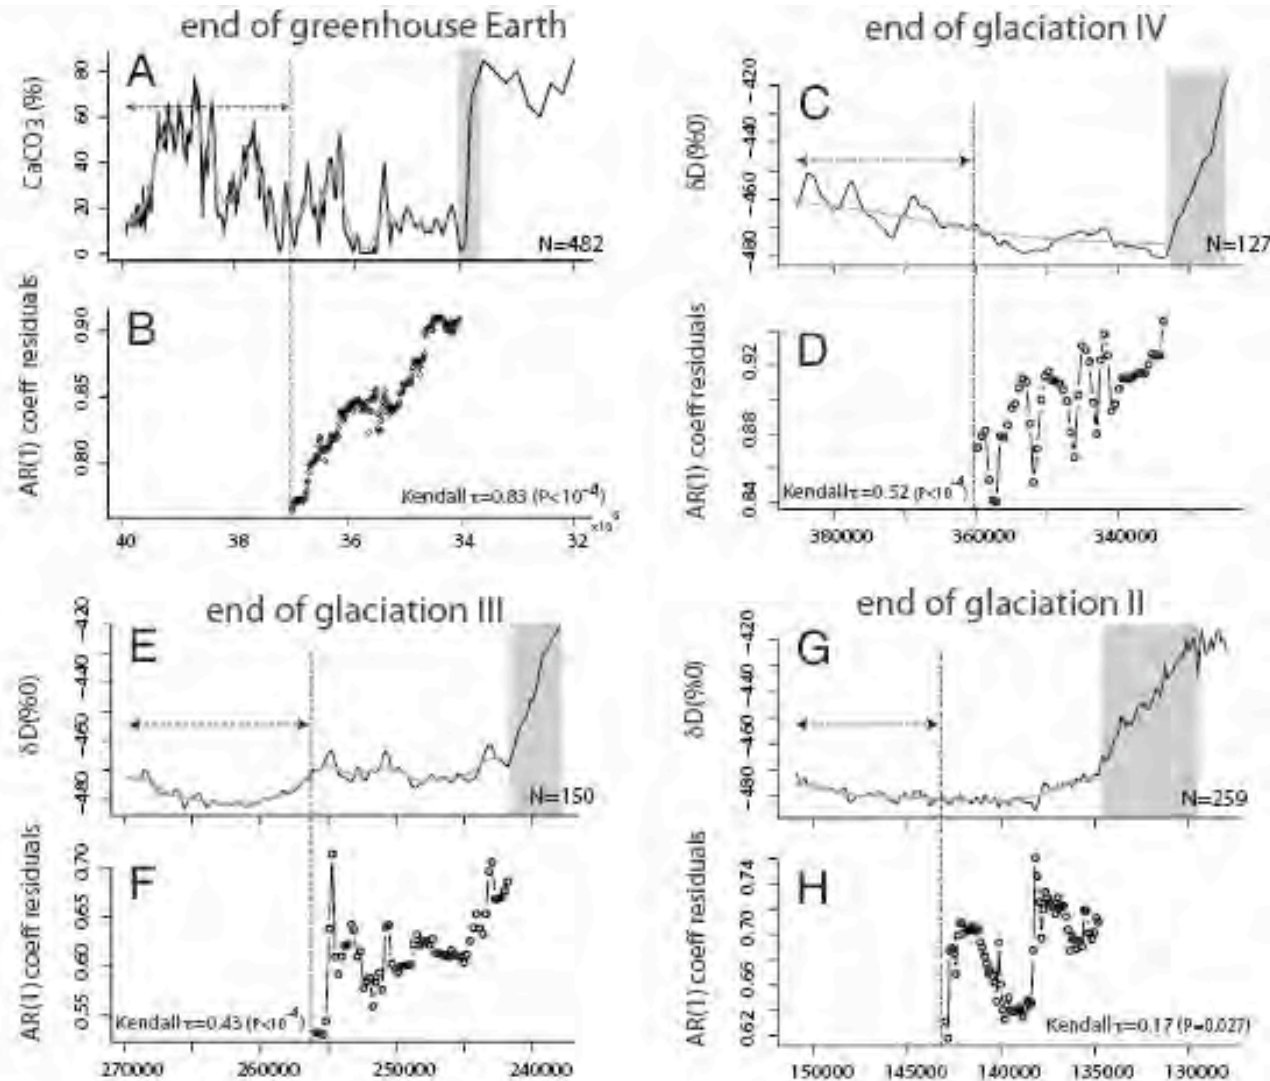 end of greenhouse Earth
A
CaCO3 (%)
80
60
40
20
0
N=482
B
AR(1) coeff residuals
0.90
0.85
0.80
Kendall τ=0.83 (P<10⁻⁴)
x10⁶
40 38 36 34 32
end of glaciation IV
C
δD(%0)
-420
-440
-460
-480
N=127
D
AR(1) coeff residuals
0.92
0.88
0.84
Kendall τ=0.52 (P<10⁻⁴)
380000 360000 340000
end of glaciation III
E
δD(%0)
-420
-440
-460
-480
N=150
F
AR(1) coeff residuals
0.70
0.65
0.60
0.55
Kendall τ=0.43 (P<10⁻⁴)
270000 260000 250000 240000
end of glaciation II
G
δD(%0)
-420
-440
-460
-480
N=259
H
AR(1) coeff residuals
0.74
0.70
0.66
0.62
Kendall τ=0.17 (P=0.027)
150000 145000 140000 135000 130000